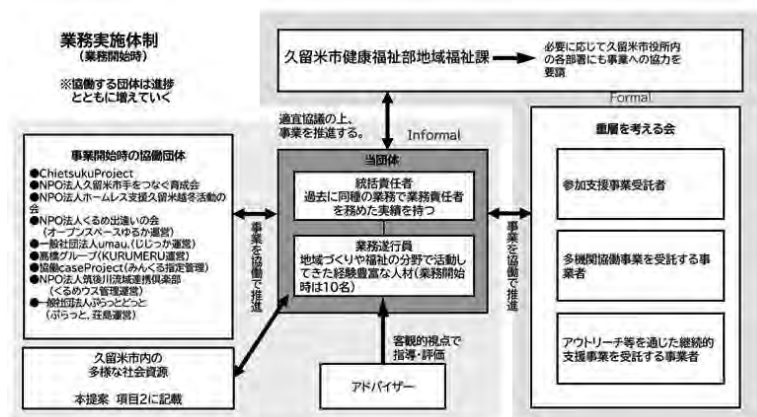 業務実施体制
(業務開始時)
※協働する団体は進捗
とともに増えていく
久留米市健康福祉部地域福祉課
必要に応じて久留米市役所内
の各部署にも事業への協力を
要請
Formal
適宜協議の上、
事業を推進する。
Informal
事業開始時の協働団体
●ChietsukuProject
●NPO法人久留米市手をつなぐ育成会
●NPO法人ホームレス支援久留米越冬活動の
会
●NPO法人くるめ出逢いの会
(オープンスペースゆるか運営)
●一般社団法人umau.(じじっか運営)
●髙橋グループ(KURUMERU運営)
●協働caseProject(みんくる指定管理)
●NPO法人筑後川流域連携倶楽部
(くるめウス管理運営)
●一般社団法人ぷらっとどっと
(ぷらっと、荘島運営)
事業を協働で推進
当団体
統括責任者
過去に同種の業務で業務責任者
を務めた実績を持つ
業務遂行員
地域づくりや福祉の分野で活動し
てきた経験豊富な人材(業務開始
時は10名)
事業を協働で推進
重層を考える会
参加支援事業受託者
多機関協働事業を受託する事
業者
アウトリーチ等を通じた継続的
支援事業を受託する事業者
久留米市内の
多様な社会資源
本提案 項目2に記載
客観的視点で
指導・評価
アドバイザー